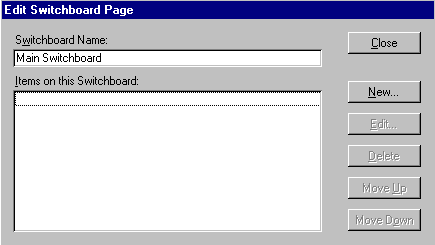 Edit Switchboard Page
Switchboard Name:
Close
Main Switchboard
Items on this Switchboard:
New...
Edit...
Delete
Move Up
Move Down